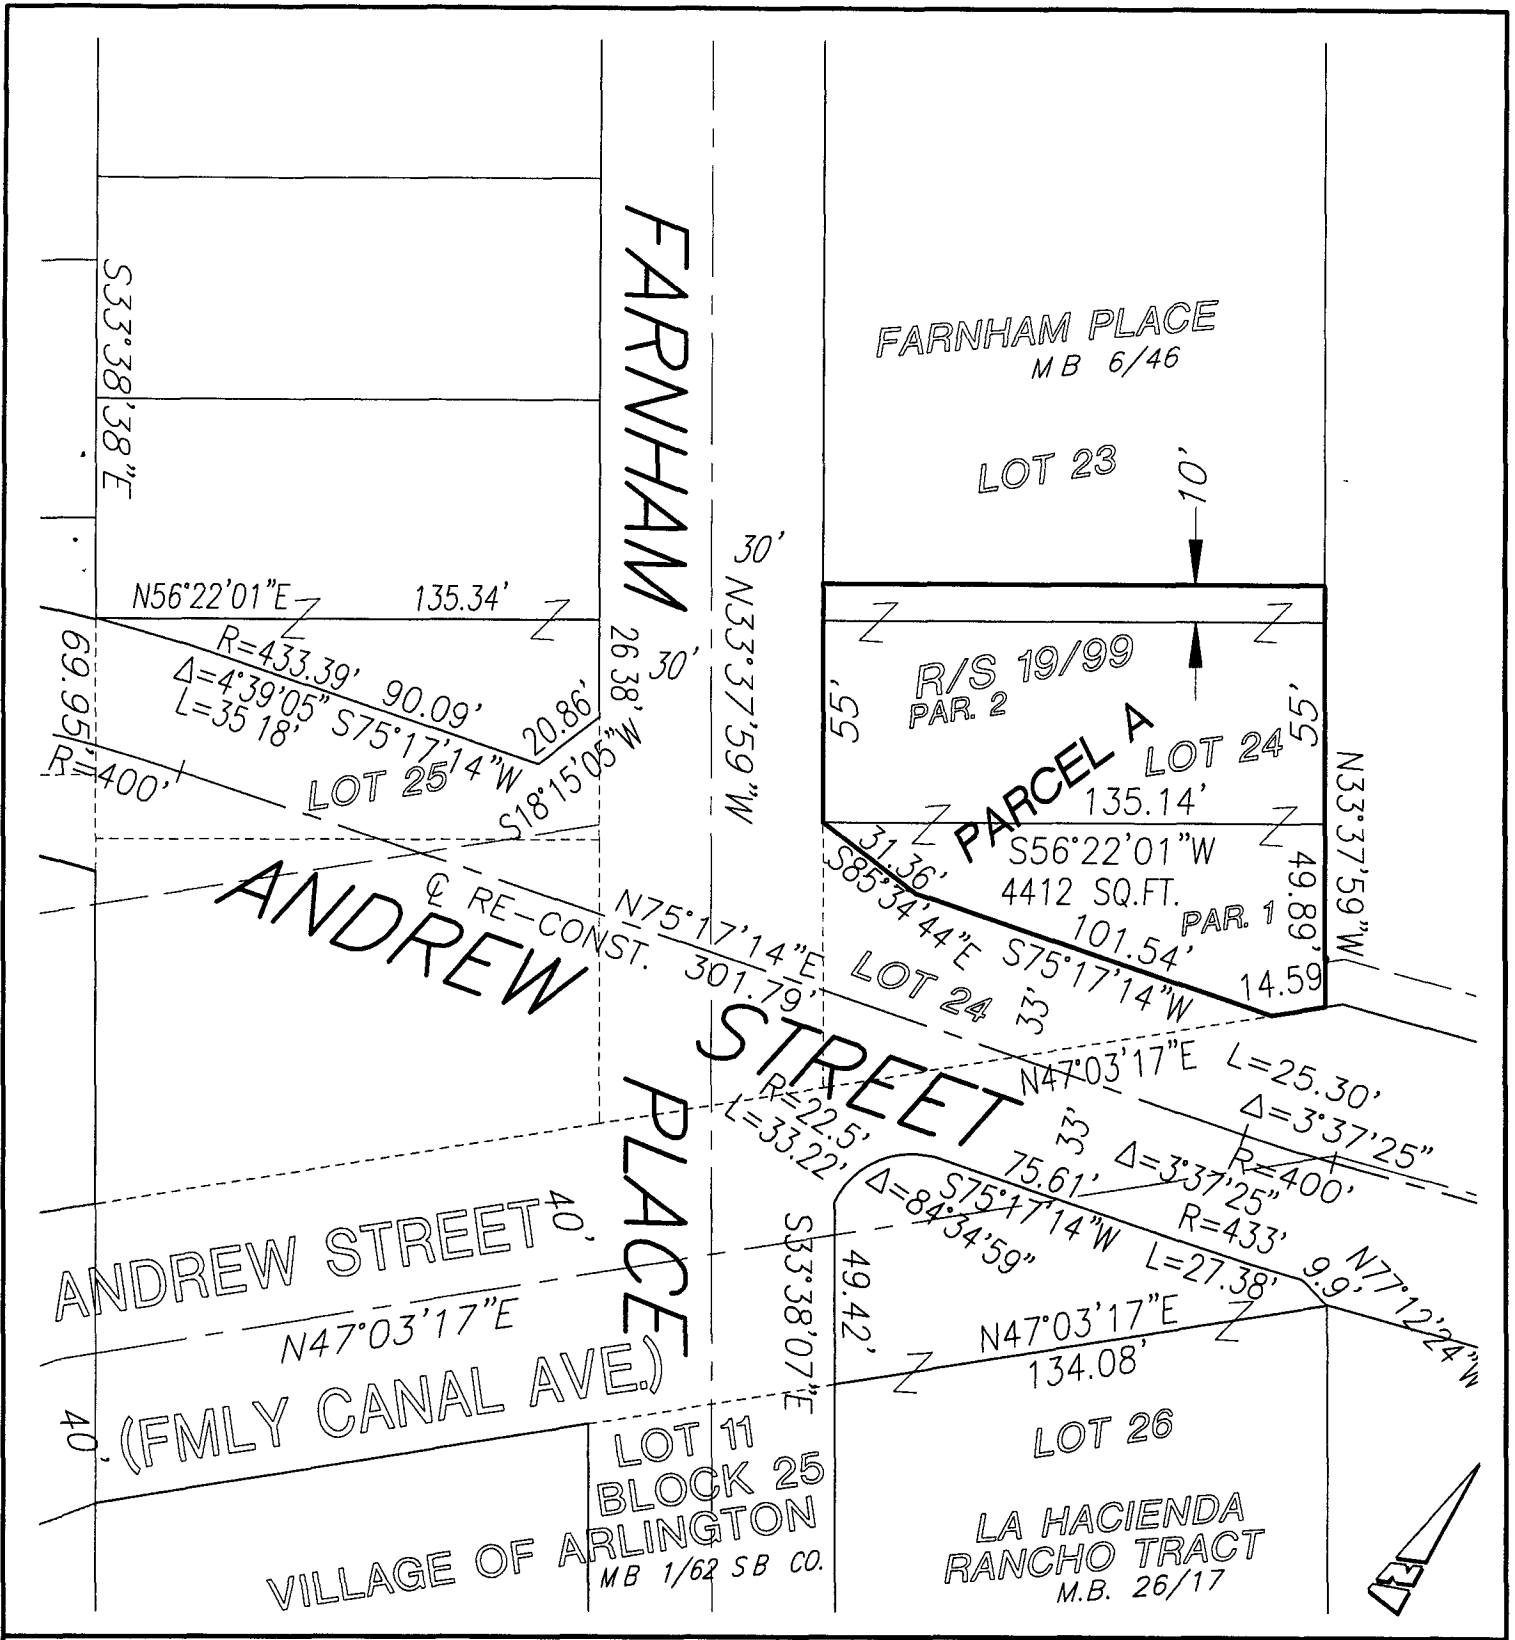 FARNHAM PLACE
MB 6/46
LOT 23
10'
S33°38'38"E
FARNHAM
PLACE
30'
30'
N33°37'59"W
N56°22'01"E
135.34'
R=433.39'
Δ=4°39'05"
L=35 18'
90.09'
S75°17'14"W
20.86'
S18°15'05"W
26 38'
69.95'
R=400'
LOT 25
R/S 19/99
PAR. 2
55'
55'
PARCEL A
LOT 24
135.14'
S56°22'01"W
4412 SQ.FT.
31.36'
S85°34'44"E
101.54'
S75°17'14"W
PAR. 1
49.89'
14.59
N33°37'59"W
ANDREW
STREET
℄ RE-CONST.
N75°17'14"E
301.79'
LOT 24
33'
N47°03'17"E
L=25.30'
Δ=3°37'25"
R=400'
R=22.5'
L=33.22'
Δ=84°34'59"
33'
75.61'
S75°17'14"W
Δ=3°37'25"
R=433'
L=27.38'
9.9'
N77°12'24"W
S33°38'07"E
49.42'
N47°03'17"E
134.08'
ANDREW STREET
40'
N47°03'17"E
(FMLY CANAL AVE.)
40'
LOT 11
BLOCK 25
VILLAGE OF ARLINGTON
MB 1/62 SB CO.
LOT 26
LA HACIENDA
RANCHO TRACT
M.B. 26/17